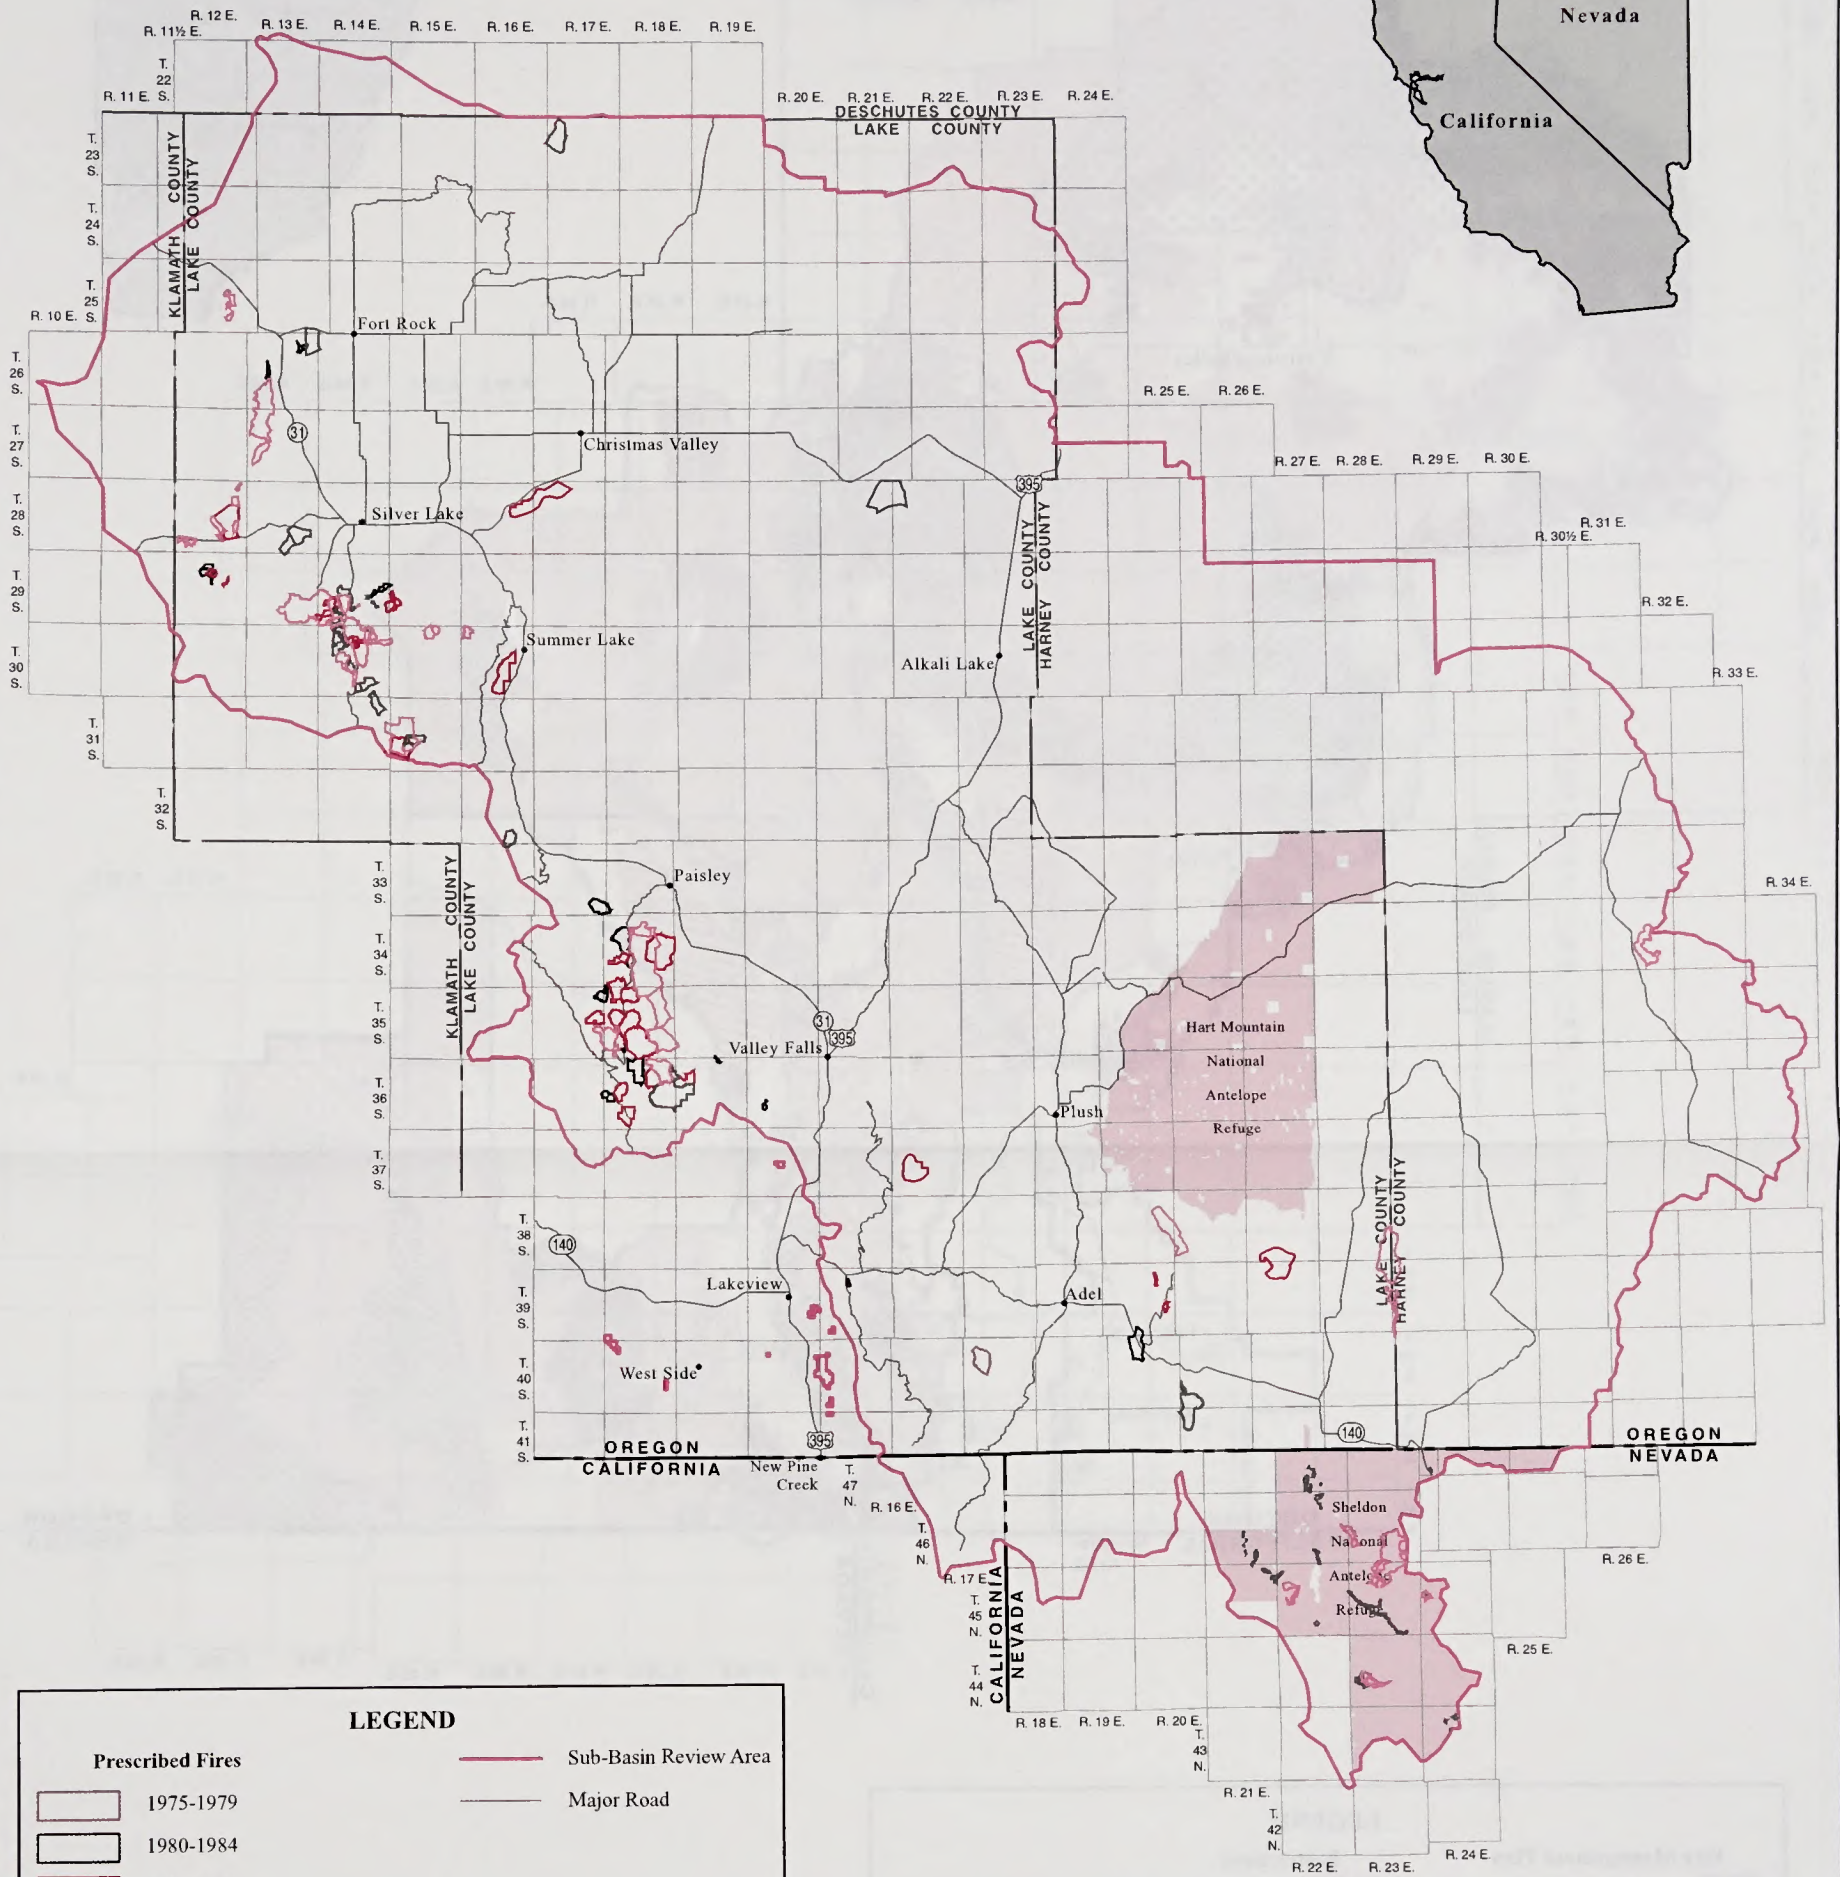 Nevada
California
R. 11½ E.
R. 12 E.
R. 13 E.
R. 14 E.
R. 15 E.
R. 16 E.
R. 17 E.
R. 18 E.
R. 19 E.
T.
22
S.
R. 11 E.
R. 20 E.
R. 21 E.
R. 22 E.
R. 23 E.
R. 24 E.
DESCHUTES COUNTY
LAKE COUNTY
T.
23
S.
KLAMATH COUNTY
LAKE COUNTY
T.
24
S.
T.
25
S.
R. 10 E.
Fort Rock
T.
26
S.
R. 25 E.
R. 26 E.
T.
27
S.
31
Christmas Valley
R. 27 E.
R. 28 E.
R. 29 E.
R. 30 E.
395
T.
28
S.
Silver Lake
LAKE COUNTY
HARNEY COUNTY
R. 31 E.
R. 30½ E.
T.
29
S.
R. 32 E.
Summer Lake
Alkali Lake
T.
30
S.
R. 33 E.
T.
31
S.
T.
32
S.
T.
33
S.
KLAMATH COUNTY
LAKE COUNTY
Paisley
R. 34 E.
T.
34
S.
T.
35
S.
31
395
Valley Falls
Hart Mountain
National
Antelope
Refuge
T.
36
S.
Plush
T.
37
S.
LAKE COUNTY
HARNEY COUNTY
T.
38
S.
140
Lakeview
Adel
T.
39
S.
T.
40
S.
West Side
T.
41
S.
395
140
OREGON
CALIFORNIA
OREGON
NEVADA
New Pine
Creek
T.
47
N.
R. 16 E.
Sheldon
National
Antelope
Refuge
T.
46
N.
R. 17 E.
R. 26 E.
T.
45
N.
CALIFORNIA
NEVADA
R. 25 E.
T.
44
N.
R. 18 E.
R. 19 E.
R. 20 E.
T.
43
N.
R. 21 E.
T.
42
N.
R. 22 E.
R. 23 E.
R. 24 E.
LEGEND
Prescribed Fires
Sub-Basin Review Area
1975-1979
Major Road
1980-1984